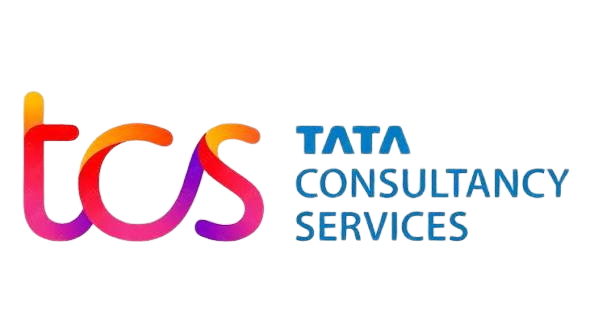 tcs
TATA
CONSULTANCY
SERVICES